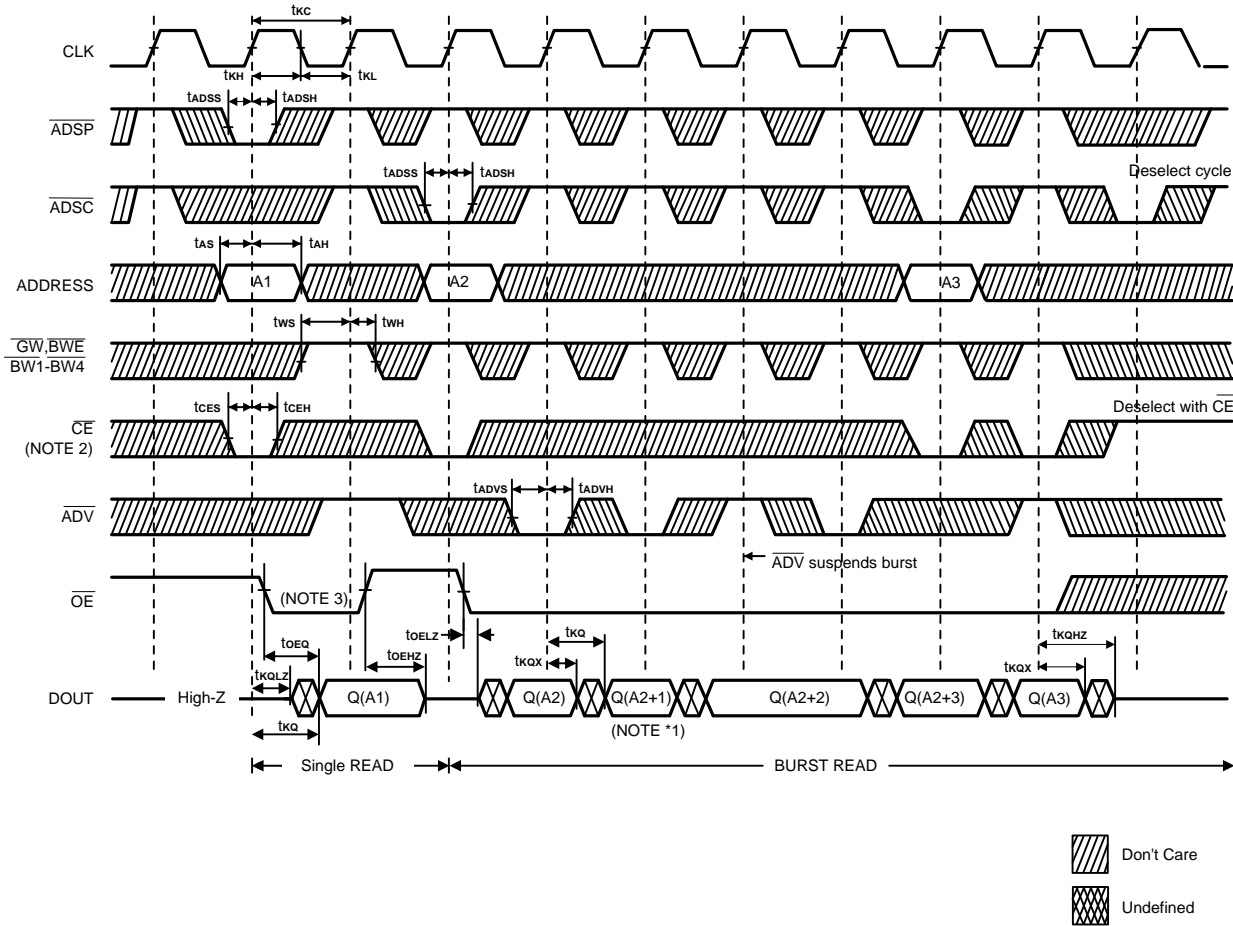 tKC
CLK
tKH
tKL
tADSS
tADSH
ADSP
tADSS
tADSH
Deselect cycle
ADSC
tAS
tAH
ADDRESS
A1
A2
A3
tWS
tWH
GW,BWE
BW1-BW4
tCES
tCEH
Deselect with CE
CE
(NOTE 2)
tADVS
tADVH
ADV
ADV suspends burst
OE
(NOTE 3)
tOELZ
tOEQ
tOEHZ
tKQ
tKQHZ
tKQLZ
tKQX
tKQX
DOUT
High-Z
Q(A1)
Q(A2)
Q(A2+1)
Q(A2+2)
Q(A2+3)
Q(A3)
(NOTE *1)
tKQ
Single READ
BURST READ
Don't Care
Undefined